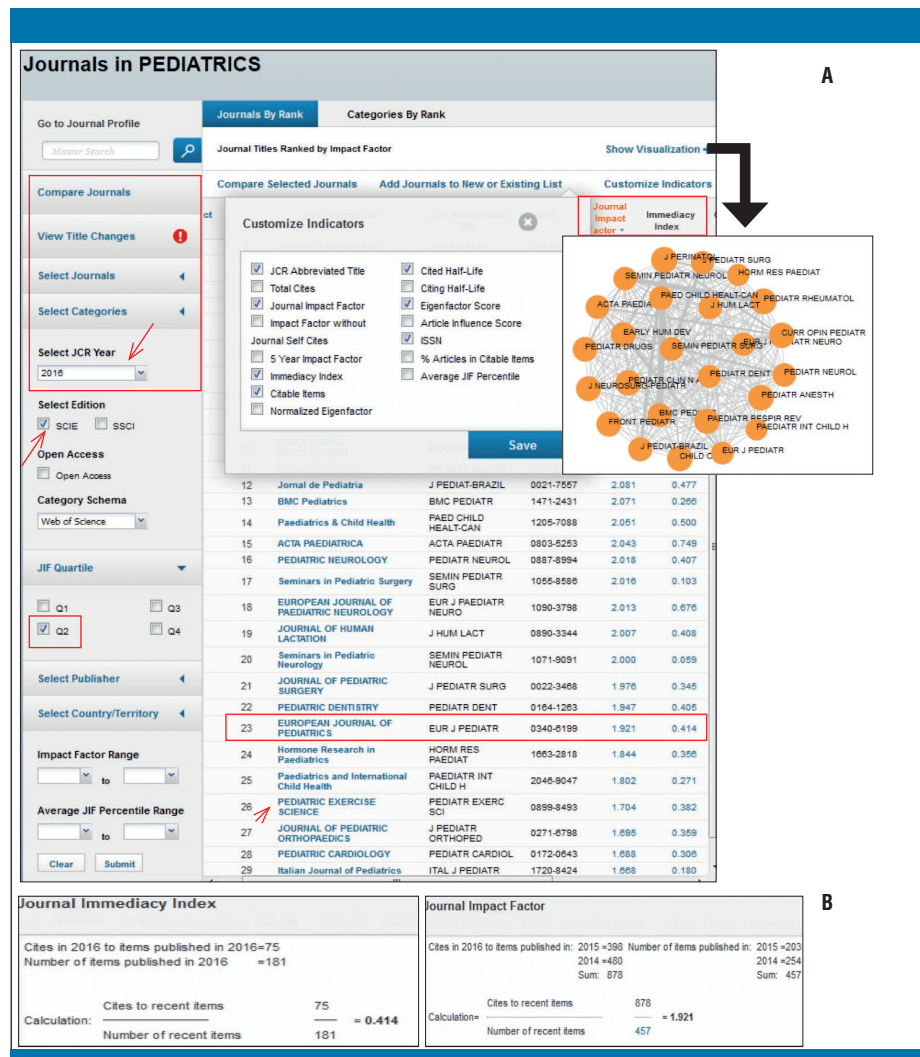 Journals in PEDIATRICS
A
Go to Journal Profile
Master Search
Compare Journals
View Title Changes
Select Journals
Select Categories
Select JCR Year
2016
Select Edition
SCIE SSCI
Open Access
Open Access
Category Schema
Web of Science
JIF Quartile
Q1 Q3
Q2 Q4
Select Publisher
Select Country/Territory
Impact Factor Range
to
Average JIF Percentile Range
to
Clear Submit
Journals By Rank Categories By Rank
Journal Titles Ranked by Impact Factor Show Visualization
Compare Selected Journals Add Journals to New or Existing List Customize Indicators
Journal
Impact
Factor
Immediacy
Index
Customize Indicators
JCR Abbreviated Title
Total Cites
Journal Impact Factor
Impact Factor without
Journal Self Cites
5 Year Impact Factor
Immediacy Index
Citable Items
Normalized Eigenfactor
Cited Half-Life
Citing Half-Life
Eigenfactor Score
Article Influence Score
ISSN
% Articles in Citable Items
Average JIF Percentile
Save
J PERINATOL
PEDIATR SURG
SEMIN PEDIATR NEUROL
HORM RES PAEDIAT
PAED CHILD HEALT-CAN
PEDIATR RHEUMATOL
ACTA PAEDIA
J HUM LACT
EARLY HUM DEV
CURR OPIN PEDIATR
PEDIATR DRUGS
SEMIN PEDIATR SURG
EUR J
IATR NEURO
PEDIATR DENT
PEDIATR NEUROL
PEDIATR CLIN N A
J NEUROSURG-PEDIATR
PEDIATR ANESTH
BMC PEDI
FRONT PEDIATR
PAEDIATR RESPIR REV
PAEDIATR INT CHILD H
J PEDIAT-BRAZIL
CHILD C
EUR J PEDIATR
12 Jornal de Pediatria J PEDIAT-BRAZIL 0021-7557 2.081 0.477
13 BMC Pediatrics BMC PEDIATR 1471-2431 2.071 0.266
14 Paediatrics & Child Health PAED CHILD
HEALT-CAN 1205-7088 2.051 0.500
15 ACTA PAEDIATRICA ACTA PAEDIATR 0803-5253 2.043 0.749
16 PEDIATRIC NEUROLOGY PEDIATR NEUROL 0887-8994 2.018 0.407
17 Seminars in Pediatric Surgery SEMIN PEDIATR
SURG 1055-8586 2.016 0.103
18 EUROPEAN JOURNAL OF
PAEDIATRIC NEUROLOGY EUR J PAEDIATR
NEURO 1090-3798 2.013 0.676
19 JOURNAL OF HUMAN
LACTATION J HUM LACT 0890-3344 2.007 0.408
20 Seminars in Pediatric
Neurology SEMIN PEDIATR
NEUROL 1071-9091 2.000 0.059
21 JOURNAL OF PEDIATRIC
SURGERY J PEDIATR SURG 0022-3468 1.976 0.345
22 PEDIATRIC DENTISTRY PEDIATR DENT 0164-1263 1.947 0.405
23 EUROPEAN JOURNAL OF
PEDIATRICS EUR J PEDIATR 0340-6199 1.921 0.414
24 Hormone Research in
Paediatrics HORM RES
PAEDIAT 1663-2818 1.844 0.356
25 Paediatrics and International
Child Health PAEDIATR INT
CHILD H 2046-9047 1.802 0.271
26 PEDIATRIC EXERCISE
SCIENCE PEDIATR EXERC
SCI 0899-8493 1.704 0.382
27 JOURNAL OF PEDIATRIC
ORTHOPAEDICS J PEDIATR
ORTHOPED 0271-6798 1.695 0.359
28 PEDIATRIC CARDIOLOGY PEDIATR CARDIOL 0172-0643 1.688 0.306
29 Italian Journal of Pediatrics ITAL J PEDIATR 1720-8424 1.668 0.180
B
Journal Immediacy Index
Cites in 2016 to items published in 2016=75
Number of items published in 2016 =181
Cites to recent items 75
Calculation: = 0.414
Number of recent items 181
Journal Impact Factor
Cites in 2016 to items published in: 2015 =398 Number of items published in: 2015 =203
2014 =480 2014 =254
Sum: 878 Sum: 457
Cites to recent items 878
Calculation= = 1.921
Number of recent items 457